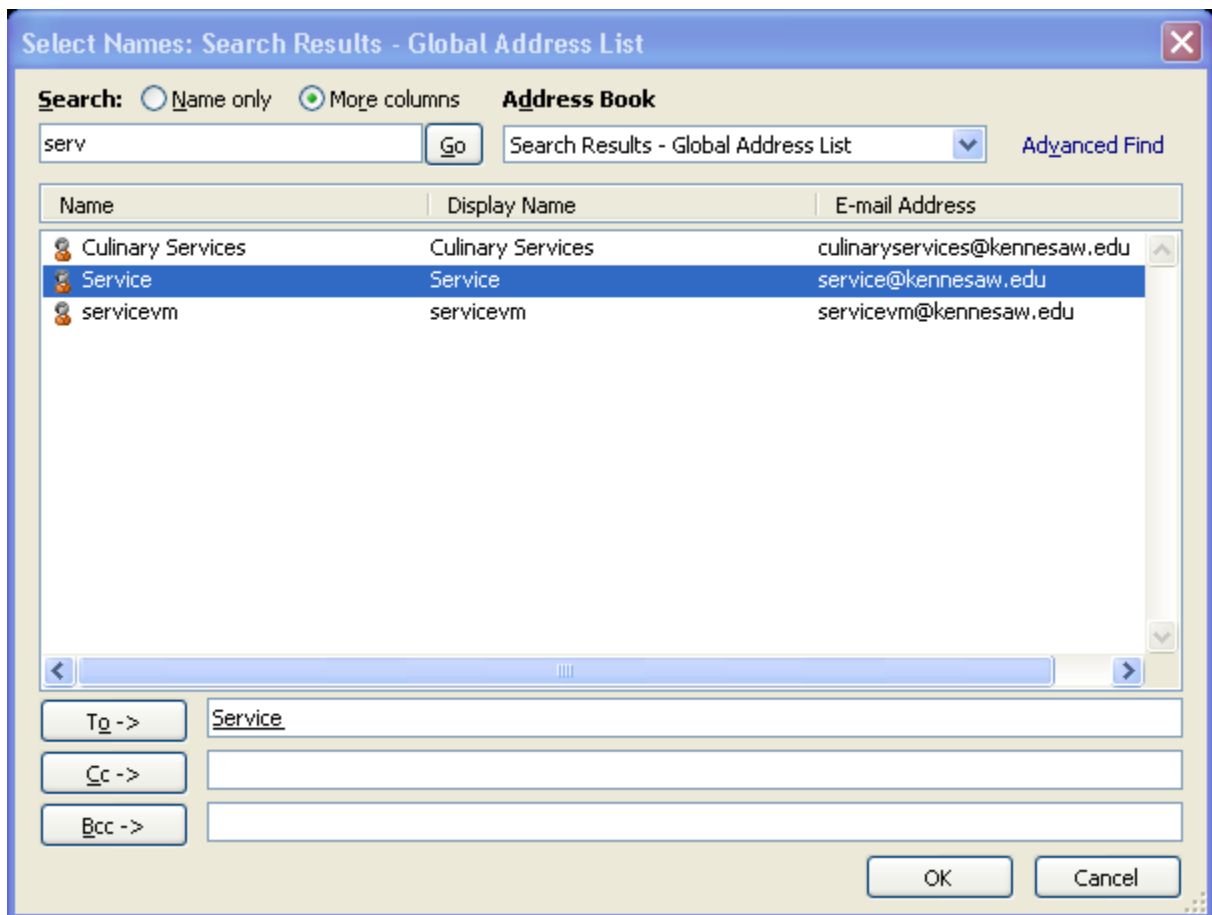 Select Names: Search Results - Global Address List
Search: Name only More columns Address Book
serv Go Search Results - Global Address List Advanced Find
Name Display Name E-mail Address
Culinary Services Culinary Services culinaryservices@kennesaw.edu
Service Service service@kennesaw.edu
servicevm servicevm servicevm@kennesaw.edu
To -> Service
Cc ->
Bcc ->
OK Cancel